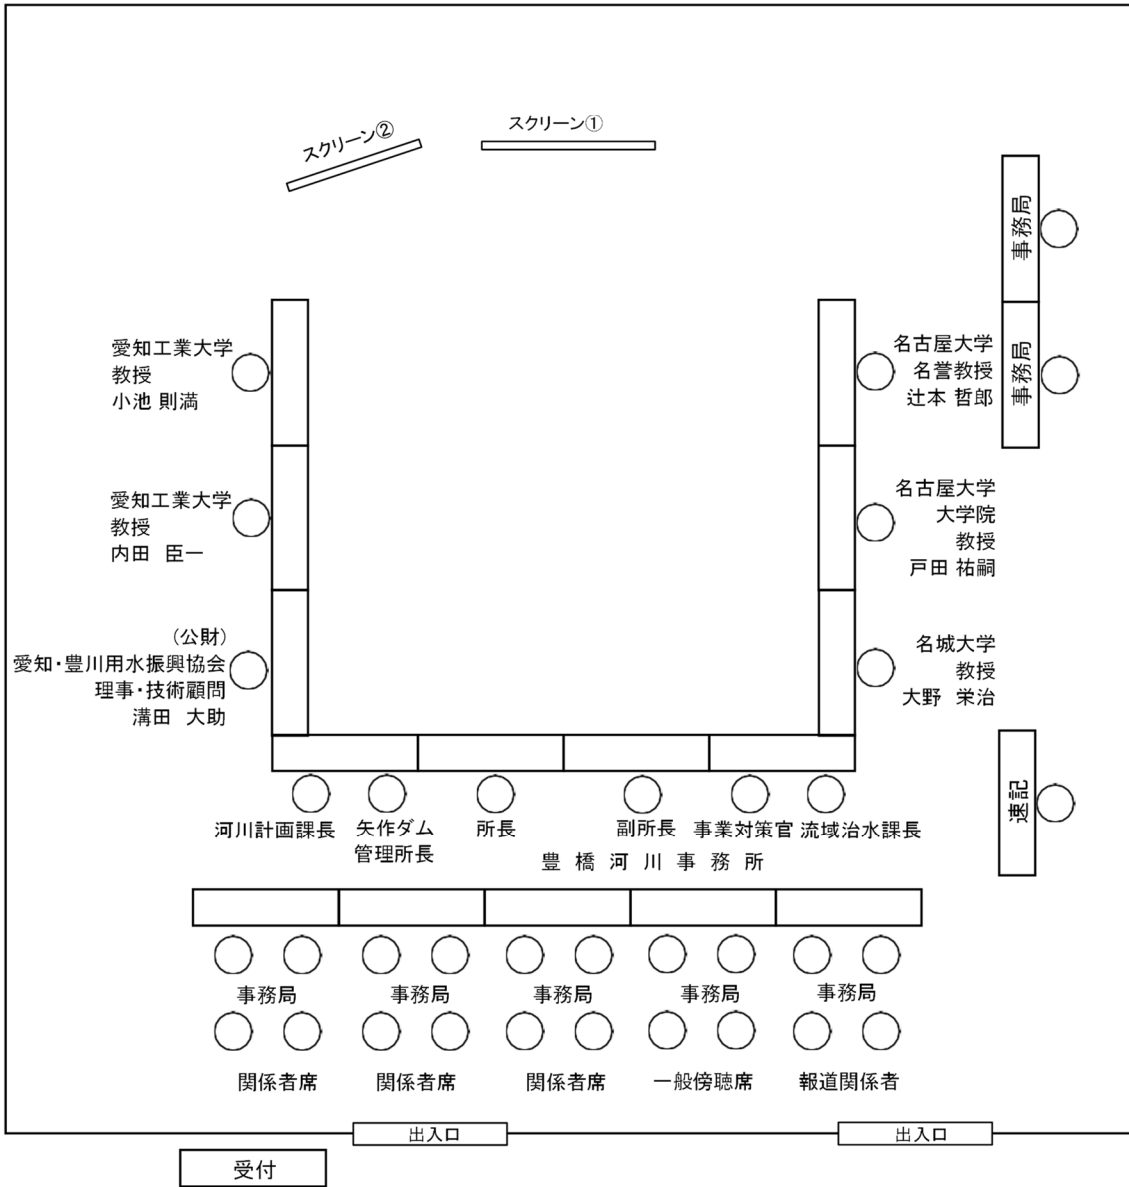 スクリーン②
スクリーン①
事務局
事務局
愛知工業大学
教授
小池 則満
名古屋大学
名誉教授
辻本 哲郎
愛知工業大学
教授
内田 臣一
名古屋大学
大学院
教授
戸田 祐嗣
(公財)
愛知・豊川用水振興協会
理事・技術顧問
溝田 大助
名城大学
教授
大野 栄治
速記
河川計画課長
矢作ダム
管理所長
所長
副所長
事業対策官
流域治水課長
豊橋河川事務所
事務局
事務局
事務局
事務局
事務局
関係者席
関係者席
関係者席
一般傍聴席
報道関係者
出入口
出入口
受付